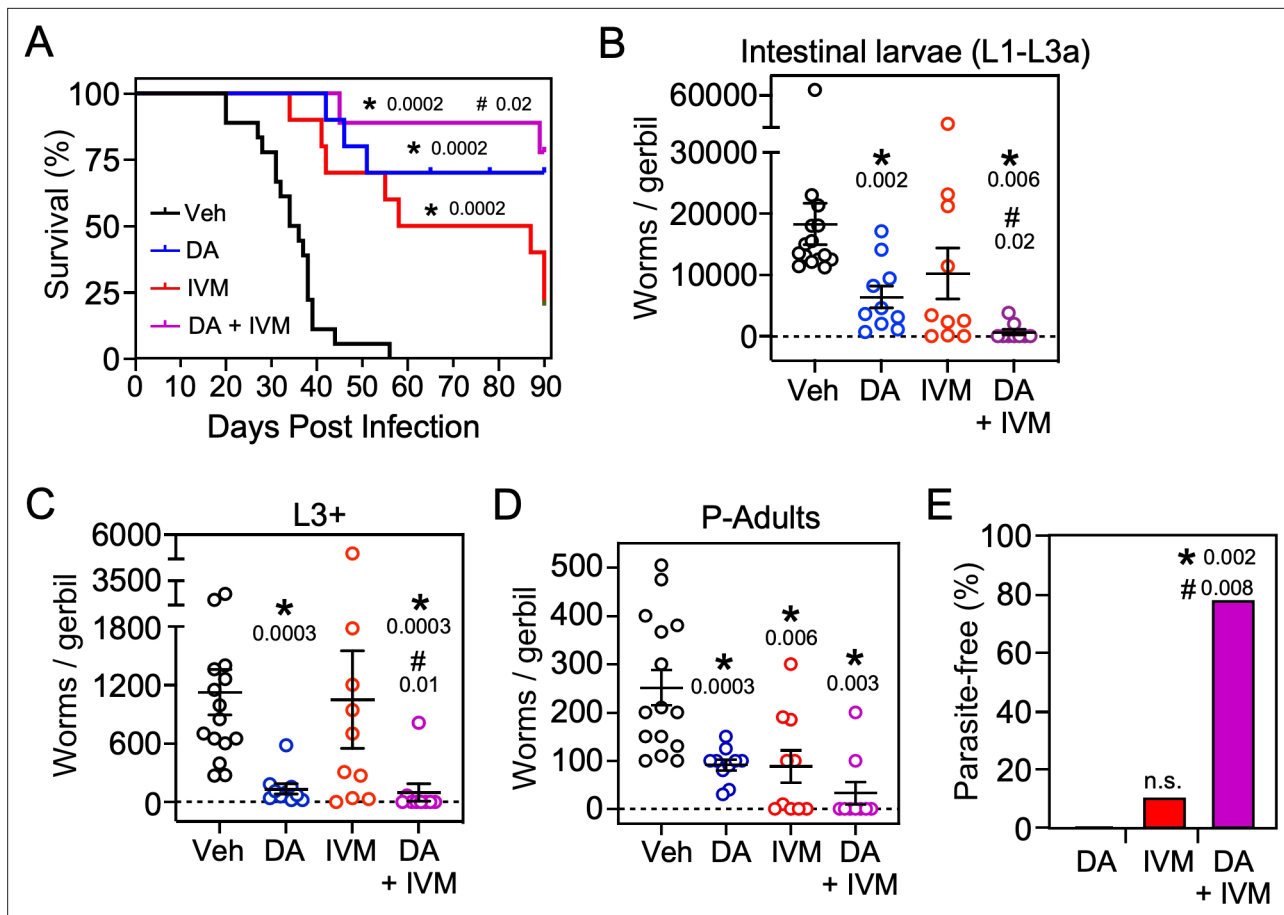 A
100
75
50
25
0
Survival (%)
* 0.0002 # 0.02
* 0.0002
* 0.0002
Veh
DA
IVM
DA + IVM
0 10 20 30 40 50 60 70 80 90
Days Post Infection
B
Intestinal larvae (L1-L3a)
60000
30000
20000
10000
0
Worms / gerbil
*
0.002
*
0.006
#
0.02
Veh DA IVM DA
+ IVM
C
L3+
6000
3500
1800
1200
600
0
Worms / gerbil
*
0.0003
*
0.0003
#
0.01
Veh DA IVM DA
+ IVM
D
P-Adults
500
400
300
200
100
0
Worms / gerbil
*
0.0003
*
0.006
*
0.003
Veh DA IVM DA
+ IVM
E
100
80
60
40
20
0
Parasite-free (%)
* 0.002
# 0.008
n.s.
DA IVM DA
+ IVM